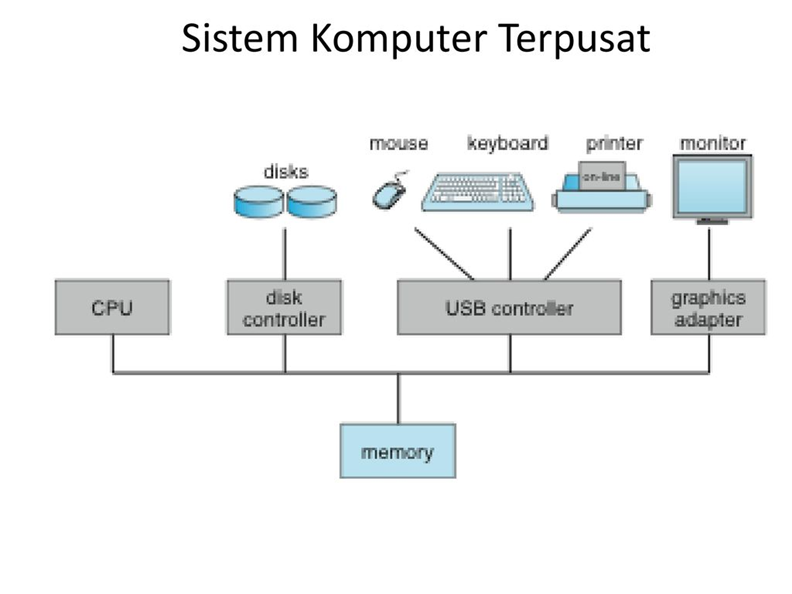 Sistem Komputer Terpusat
mouse keyboard printer monitor
disks
on-line
CPU
disk
controller
USB controller
graphics
adapter
memory